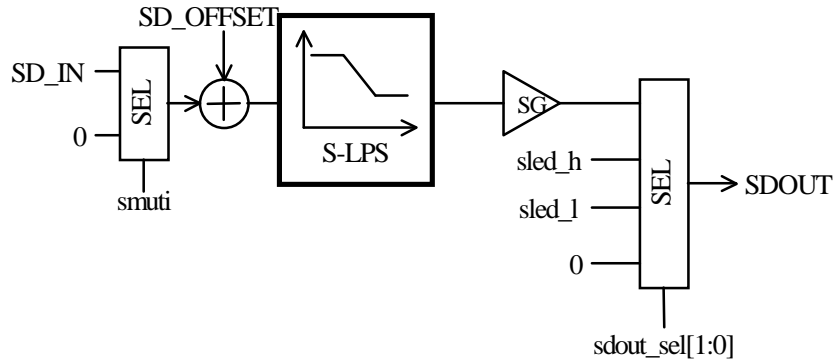 SD_OFFSET
SD_IN
SEL
0
smuti
S-LPS
SG
sled_h
sled_l
0
SEL
SDOUT
sdout_sel[1:0]